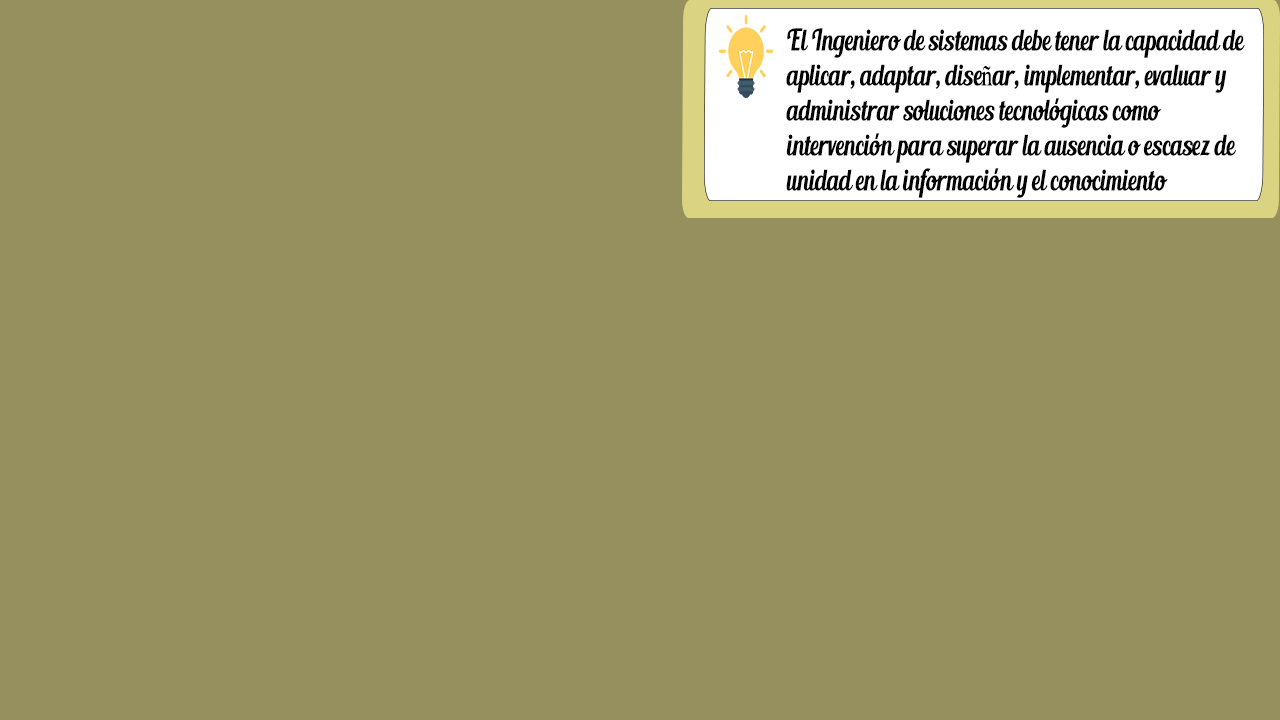 El Ingeniero de sistemas debe tener la capacidad de
aplicar, adaptar, diseñar, implementar, evaluar y
administrar soluciones tecnológicas como
intervención para superar la ausencia o escasez de
unidad en la información y el conocimiento